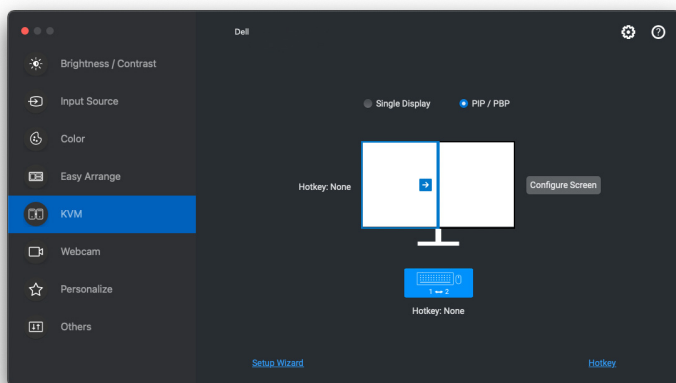 Dell
Brightness / Contrast
Input Source
Color
Easy Arrange
KVM
Webcam
Personalize
Others
Single Display
PIP / PBP
Hotkey: None
Configure Screen
1 2
Hotkey: None
Setup Wizard
Hotkey